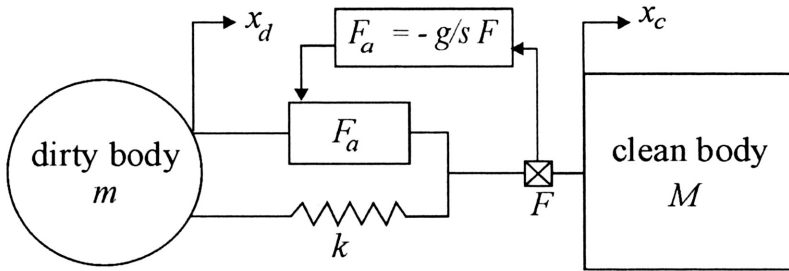 x_d
F_a = - g/s F
x_c
dirty body
m
F_a
clean body
M
F
k